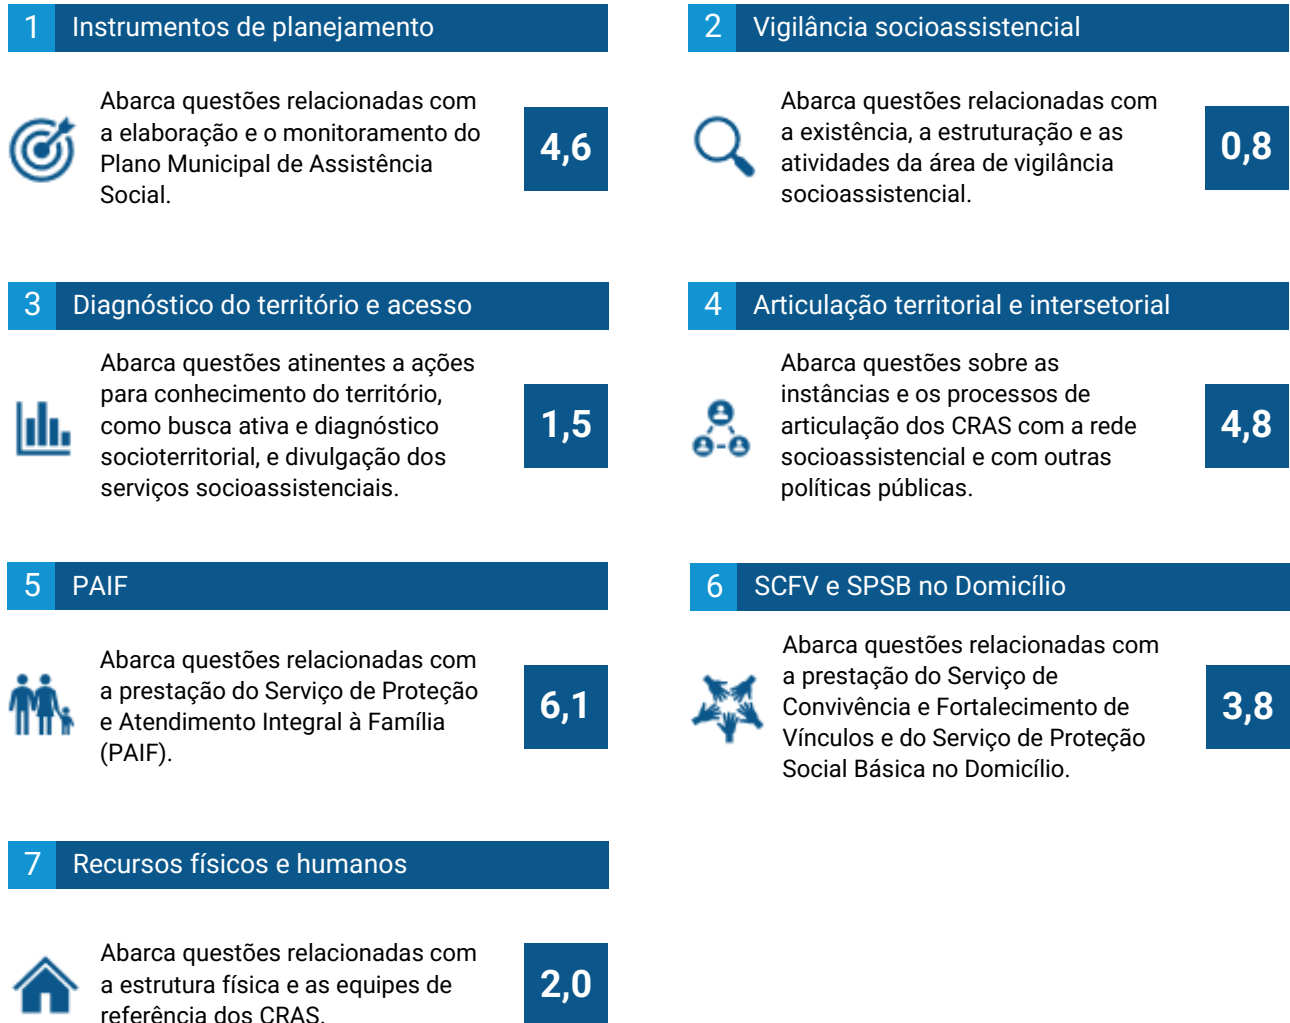 1 Instrumentos de planejamento
Abarca questões relacionadas com
a elaboração e o monitoramento do
Plano Municipal de Assistência
Social.
4,6
2 Vigilância socioassistencial
Abarca questões relacionadas com
a existência, a estruturação e as
atividades da área de vigilância
socioassistencial.
0,8
3 Diagnóstico do território e acesso
Abarca questões atinentes a ações
para conhecimento do território,
como busca ativa e diagnóstico
socioterritorial, e divulgação dos
serviços socioassistenciais.
1,5
4 Articulação territorial e intersetorial
Abarca questões sobre as
instâncias e os processos de
articulação dos CRAS com a rede
socioassistencial e com outras
políticas públicas.
4,8
5 PAIF
Abarca questões relacionadas com
a prestação do Serviço de Proteção
e Atendimento Integral à Família
(PAIF).
6,1
6 SCFV e SPSB no Domicílio
Abarca questões relacionadas com
a prestação do Serviço de
Convivência e Fortalecimento de
Vínculos e do Serviço de Proteção
Social Básica no Domicílio.
3,8
7 Recursos físicos e humanos
Abarca questões relacionadas com
a estrutura física e as equipes de
referência dos CRAS.
2,0